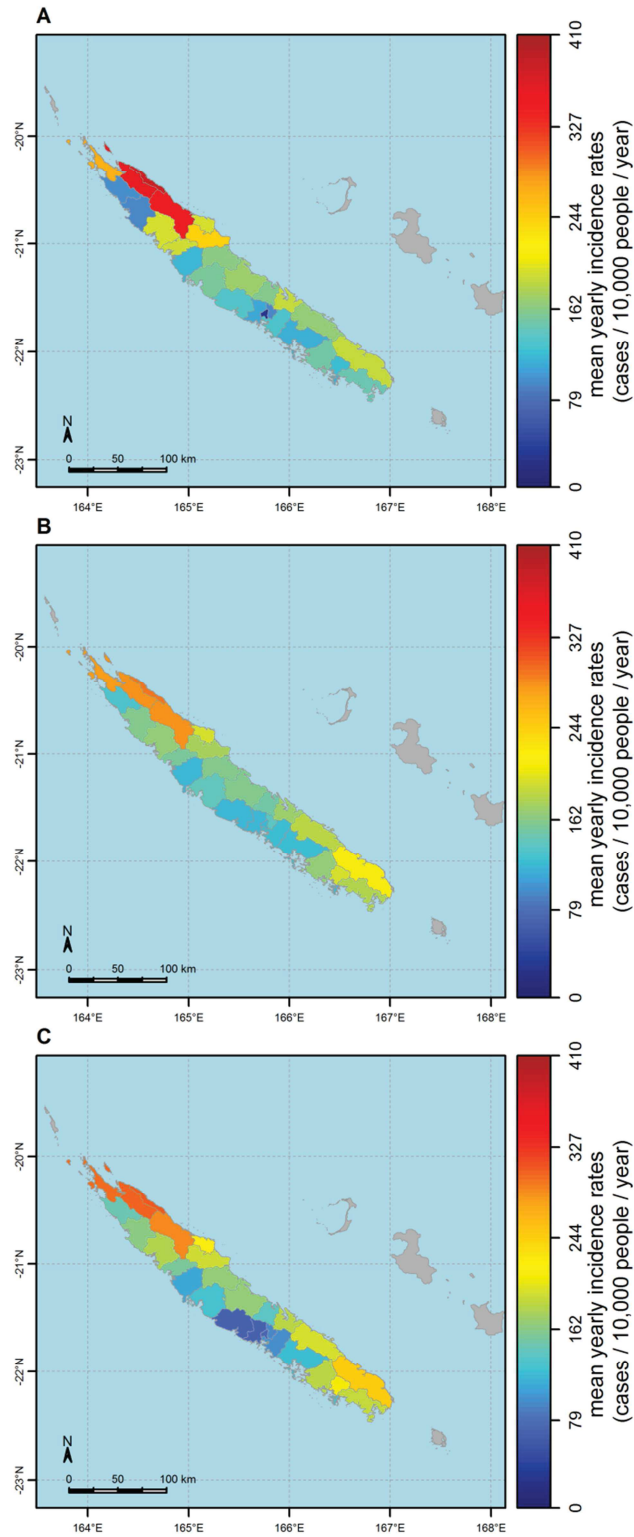 A
20°N
-21°N
-22°N
-23°N
N
0 50 100 km
164°E 165°E 166°E 167°E 168°E
0 79 162 244 327 410
mean yearly incidence rates
(cases / 10,000 people / year)
B
20°N
-21°N
-22°N
-23°N
N
0 50 100 km
164°E 165°E 166°E 167°E 168°E
0 79 162 244 327 410
mean yearly incidence rates
(cases / 10,000 people / year)
C
20°N
-21°N
-22°N
-23°N
N
0 50 100 km
164°E 165°E 166°E 167°E 168°E
0 79 162 244 327 410
mean yearly incidence rates
(cases / 10,000 people / year)